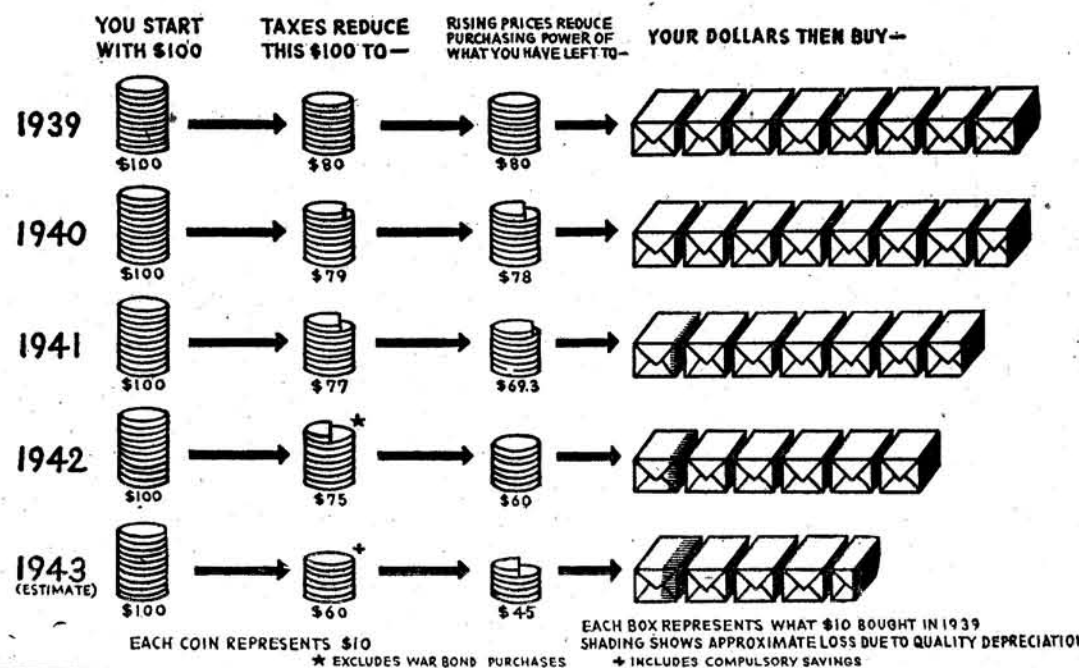 YOU START
WITH $100
TAXES REDUCE
THIS $100 TO—
RISING PRICES REDUCE
PURCHASING POWER OF
WHAT YOU HAVE LEFT TO—
YOUR DOLLARS THEN BUY—
1939
$100
$80
$80
1940
$100
$79
$78
1941
$100
$77
$69.3
1942
$100
*
$75
$60
1943
(ESTIMATE)
$100
+
$60
$45
EACH COIN REPRESENTS $10
EACH BOX REPRESENTS WHAT $10 BOUGHT IN 1939
SHADING SHOWS APPROXIMATE LOSS DUE TO QUALITY DEPRECIATION
* EXCLUDES WAR BOND PURCHASES
+ INCLUDES COMPULSORY SAVINGS